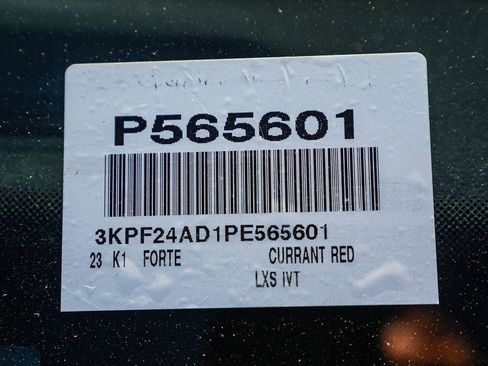 P565601
3KPF24AD1PE565601
23 K1 FORTE CURRANT RED
LXS IVT